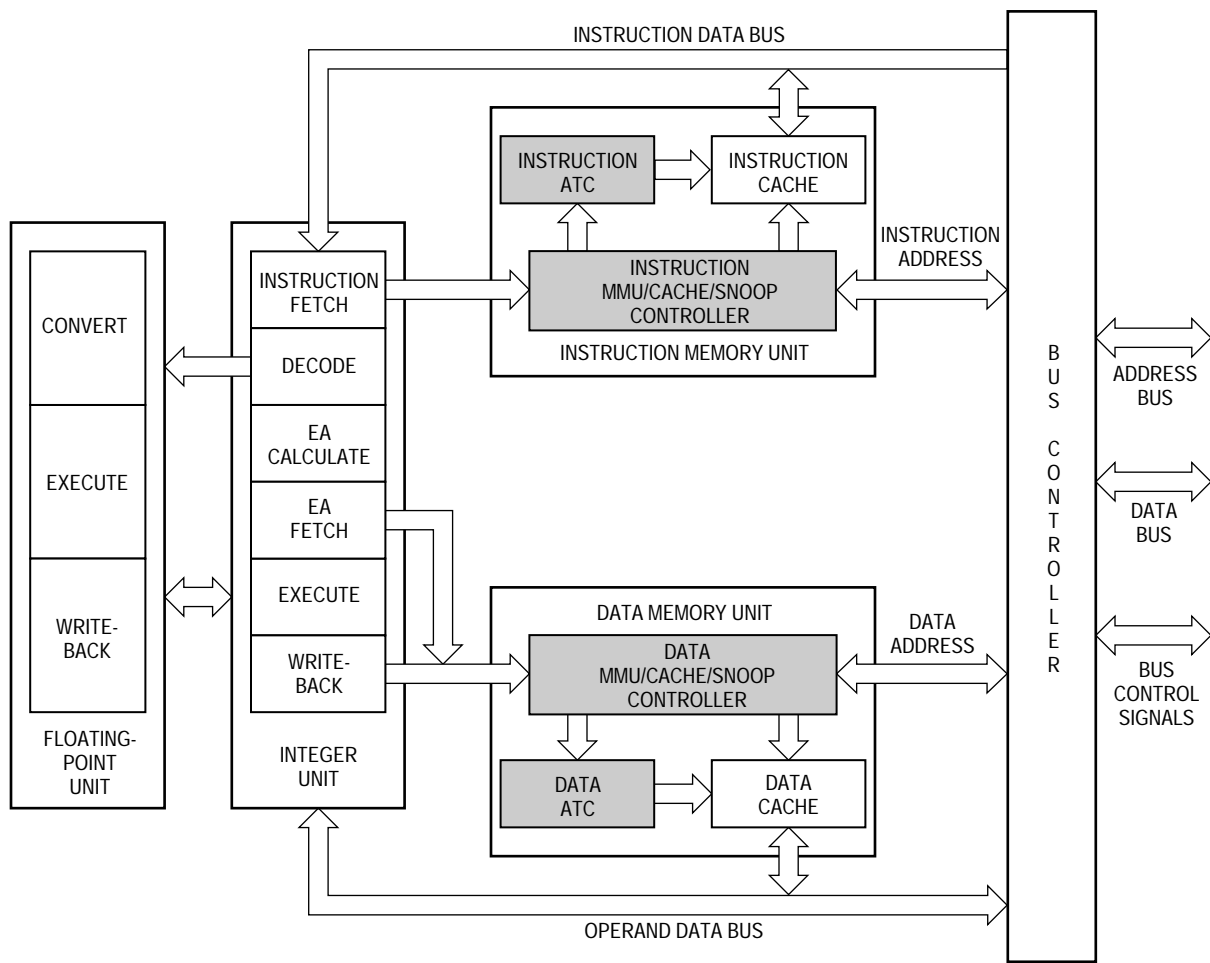 INSTRUCTION DATA BUS
INSTRUCTION
ATC
INSTRUCTION
CACHE
INSTRUCTION
MMU/CACHE/SNOOP
CONTROLLER
INSTRUCTION MEMORY UNIT
INSTRUCTION
ADDRESS
CONVERT
EXECUTE
WRITE-
BACK
FLOATING-
POINT
UNIT
INSTRUCTION
FETCH
DECODE
EA
CALCULATE
EA
FETCH
EXECUTE
WRITE-
BACK
INTEGER
UNIT
DATA MEMORY UNIT
DATA
MMU/CACHE/SNOOP
CONTROLLER
DATA
ATC
DATA
CACHE
DATA
ADDRESS
OPERAND DATA BUS
BUS CONTROLLER
ADDRESS
BUS
DATA
BUS
BUS
CONTROL
SIGNALS